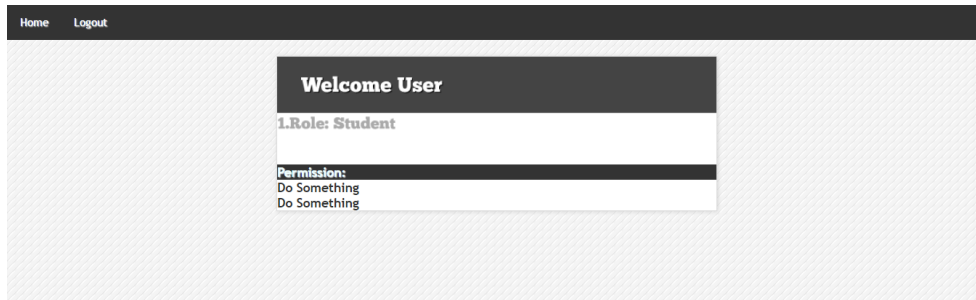 Home Logout
Welcome User
1.Role: Student
Permission:
Do Something
Do Something